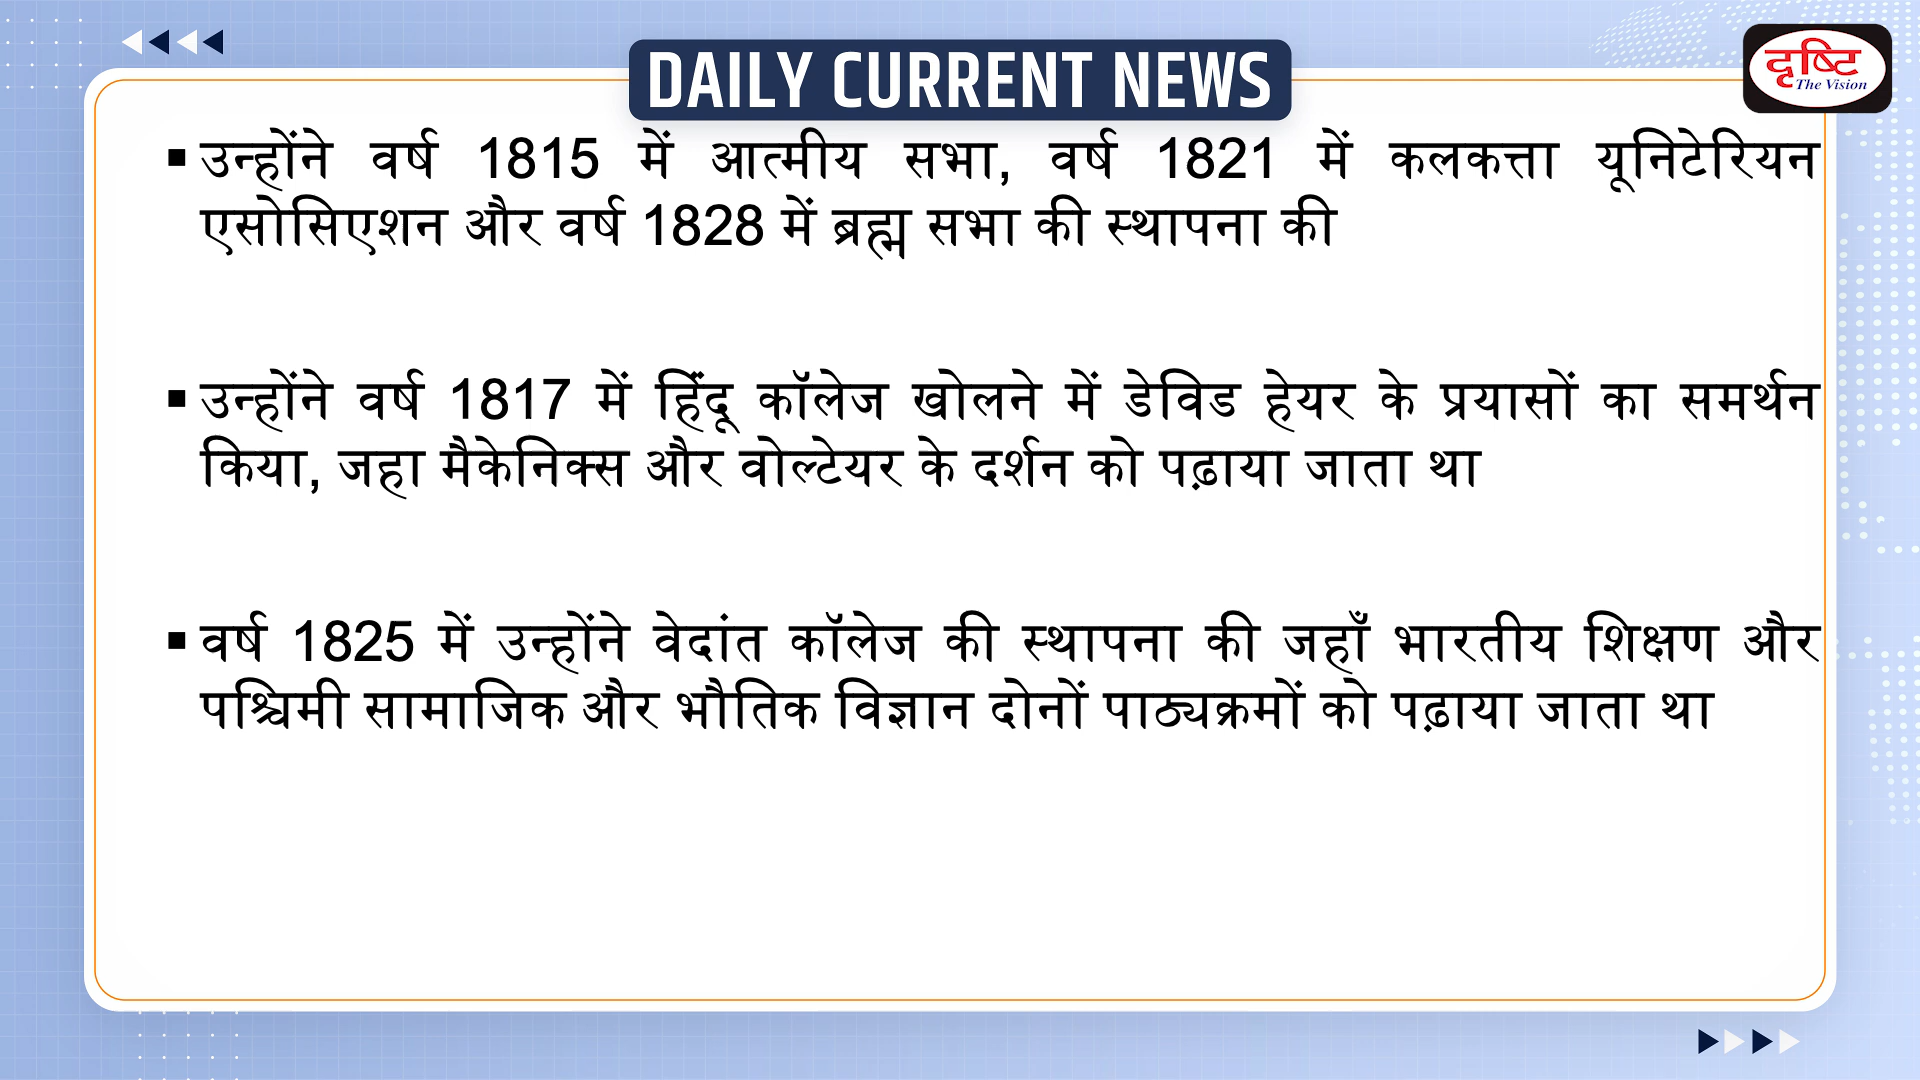 DAILY CURRENT NEWS
दृष्टि
The Vision
▪ उन्होंने वर्ष 1815 में आत्मीय सभा, वर्ष 1821 में कलकत्ता यूनिटेरियन
एसोसिएशन और वर्ष 1828 में ब्रह्म सभा की स्थापना की
▪ उन्होंने वर्ष 1817 में हिंदू कॉलेज खोलने में डेविड हेयर के प्रयासों का समर्थन
किया, जहा मैकेनिक्स और वोल्टेयर के दर्शन को पढ़ाया जाता था
▪ वर्ष 1825 में उन्होंने वेदांत कॉलेज की स्थापना की जहाँ भारतीय शिक्षण और
पश्चिमी सामाजिक और भौतिक विज्ञान दोनों पाठ्यक्रमों को पढ़ाया जाता था